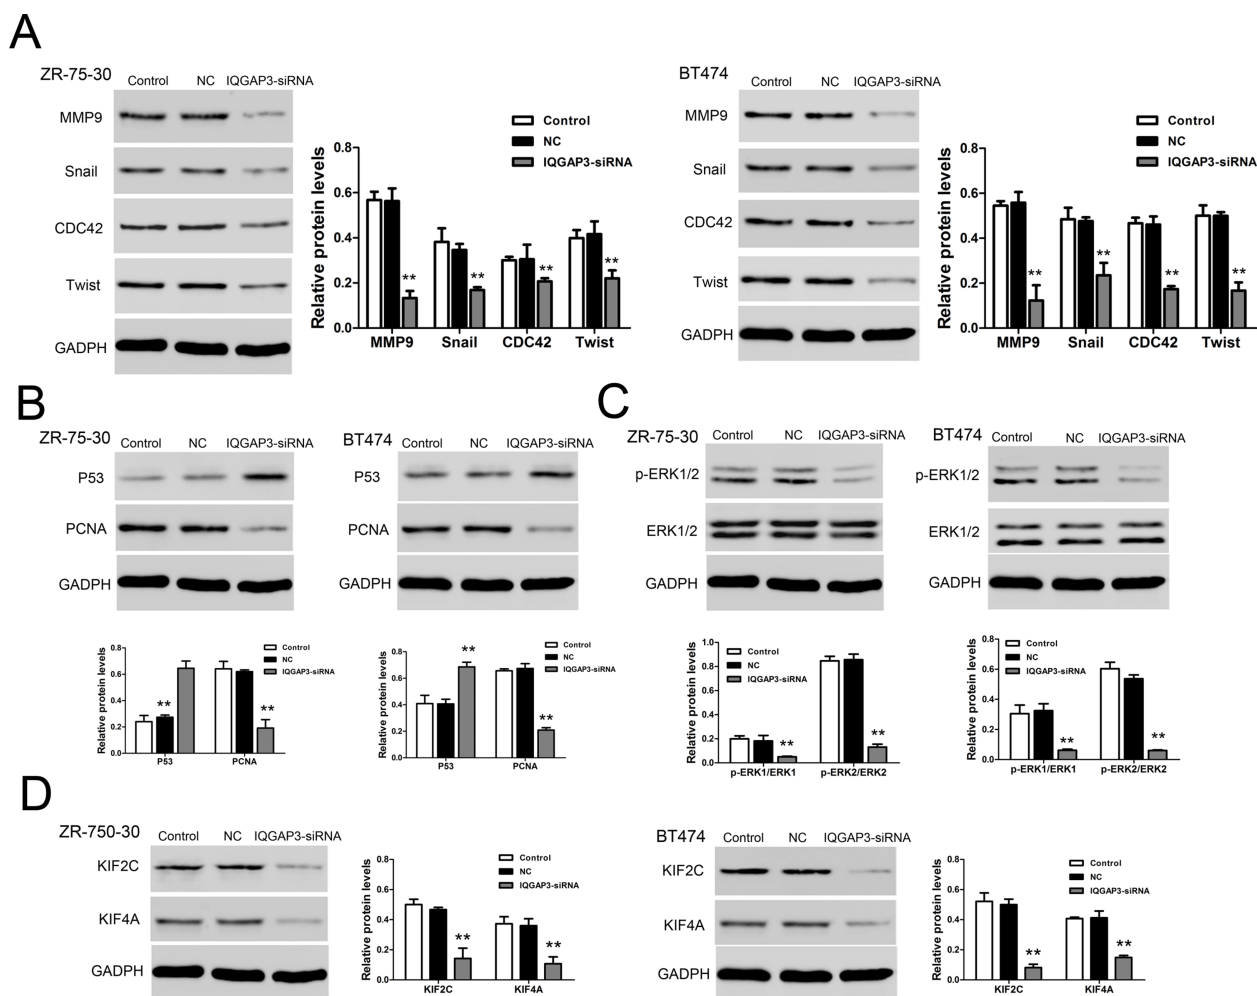 A
ZR-75-30
Control NC IQGAP3-siRNA
MMP9
Snail
CDC42
Twist
GADPH
Control
NC
IQGAP3-siRNA
Relative protein levels
0.8
0.6
0.4
0.2
0.0
** ** ** **
MMP9 Snail CDC42 Twist
BT474
Control NC IQGAP3-siRNA
MMP9
Snail
CDC42
Twist
GADPH
Control
NC
IQGAP3-siRNA
Relative protein levels
0.8
0.6
0.4
0.2
0.0
** ** ** **
MMP9 Snail CDC42 Twist
B
ZR-75-30
Control NC IQGAP3-siRNA
P53
PCNA
GADPH
BT474
Control NC IQGAP3-siRNA
P53
PCNA
GADPH
Relative protein levels
0.8
0.6
0.4
0.2
0.0
Control
NC
IQGAP3-siRNA
** **
P53 PCNA
Relative protein levels
0.8
0.6
0.4
0.2
0.0
Control
NC
IQGAP3-siRNA
** **
P53 PCNA
C
ZR-75-30
Control NC IQGAP3-siRNA
p-ERK1/2
ERK1/2
GADPH
BT474
Control NC IQGAP3-siRNA
p-ERK1/2
ERK1/2
GADPH
Relative protein levels
1.0
0.8
0.6
0.4
0.2
0.0
Control
NC
IQGAP3-siRNA
** **
p-ERK1/ERK1 p-ERK2/ERK2
Relative protein levels
0.8
0.6
0.4
0.2
0.0
Control
NC
IQGAP3-siRNA
** **
p-ERK1/ERK1 p-ERK2/ERK2
D
ZR-750-30
Control NC IQGAP3-siRNA
KIF2C
KIF4A
GADPH
Relative protein levels
0.8
0.6
0.4
0.2
0.0
Control
NC
IQGAP3-siRNA
** **
KIF2C KIF4A
BT474
Control NC IQGAP3-siRNA
KIF2C
KIF4A
GADPH
Relative protein levels
0.8
0.6
0.4
0.2
0.0
Control
NC
IQGAP3-siRNA
** **
KIF2C KIF4A